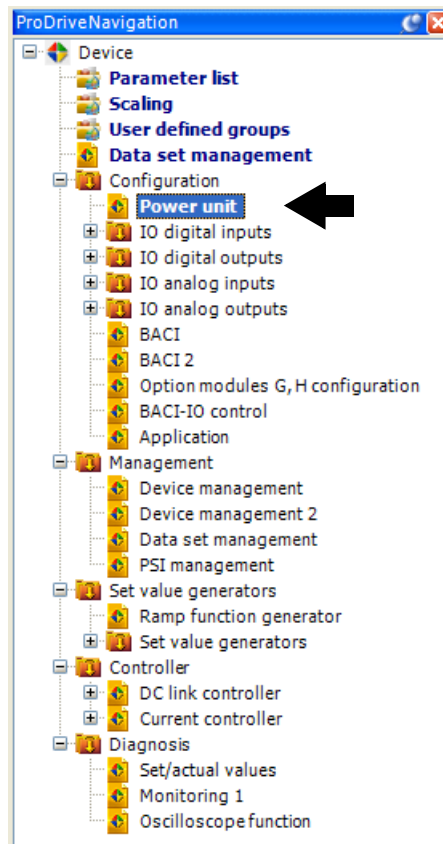 ProDriveNavigation
Device
Parameter list
Scaling
User defined groups
Data set management
Configuration
Power unit
IO digital inputs
IO digital outputs
IO analog inputs
IO analog outputs
BACI
BACI 2
Option modules G, H configuration
BACI-IO control
Application
Management
Device management
Device management 2
Data set management
PSI management
Set value generators
Ramp function generator
Set value generators
Controller
DC link controller
Current controller
Diagnosis
Set/actual values
Monitoring 1
Oscilloscope function